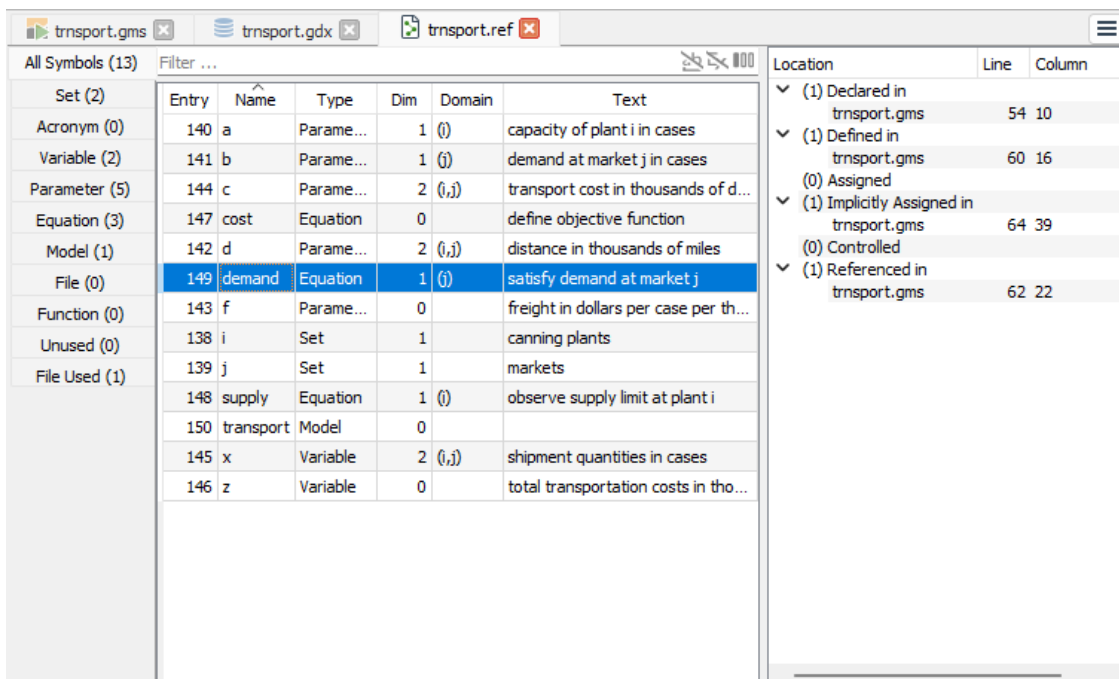 trnsport.gms trnsport.gdx trnsport.ref
All Symbols (13)
Set (2)
Acronym (0)
Variable (2)
Parameter (5)
Equation (3)
Model (1)
File (0)
Function (0)
Unused (0)
File Used (1)
Filter ...
Entry Name Type Dim Domain Text
140 a Parame... 1 (i) capacity of plant i in cases
141 b Parame... 1 (j) demand at market j in cases
144 c Parame... 2 (i,j) transport cost in thousands of d...
147 cost Equation 0 define objective function
142 d Parame... 2 (i,j) distance in thousands of miles
149 demand Equation 1 (j) satisfy demand at market j
143 f Parame... 0 freight in dollars per case per th...
138 i Set 1 canning plants
139 j Set 1 markets
148 supply Equation 1 (i) observe supply limit at plant i
150 transport Model 0
145 x Variable 2 (i,j) shipment quantities in cases
146 z Variable 0 total transportation costs in tho...
Location Line Column
(1) Declared in
trnsport.gms 54 10
(1) Defined in
trnsport.gms 60 16
(0) Assigned
(1) Implicitly Assigned in
trnsport.gms 64 39
(0) Controlled
(1) Referenced in
trnsport.gms 62 22